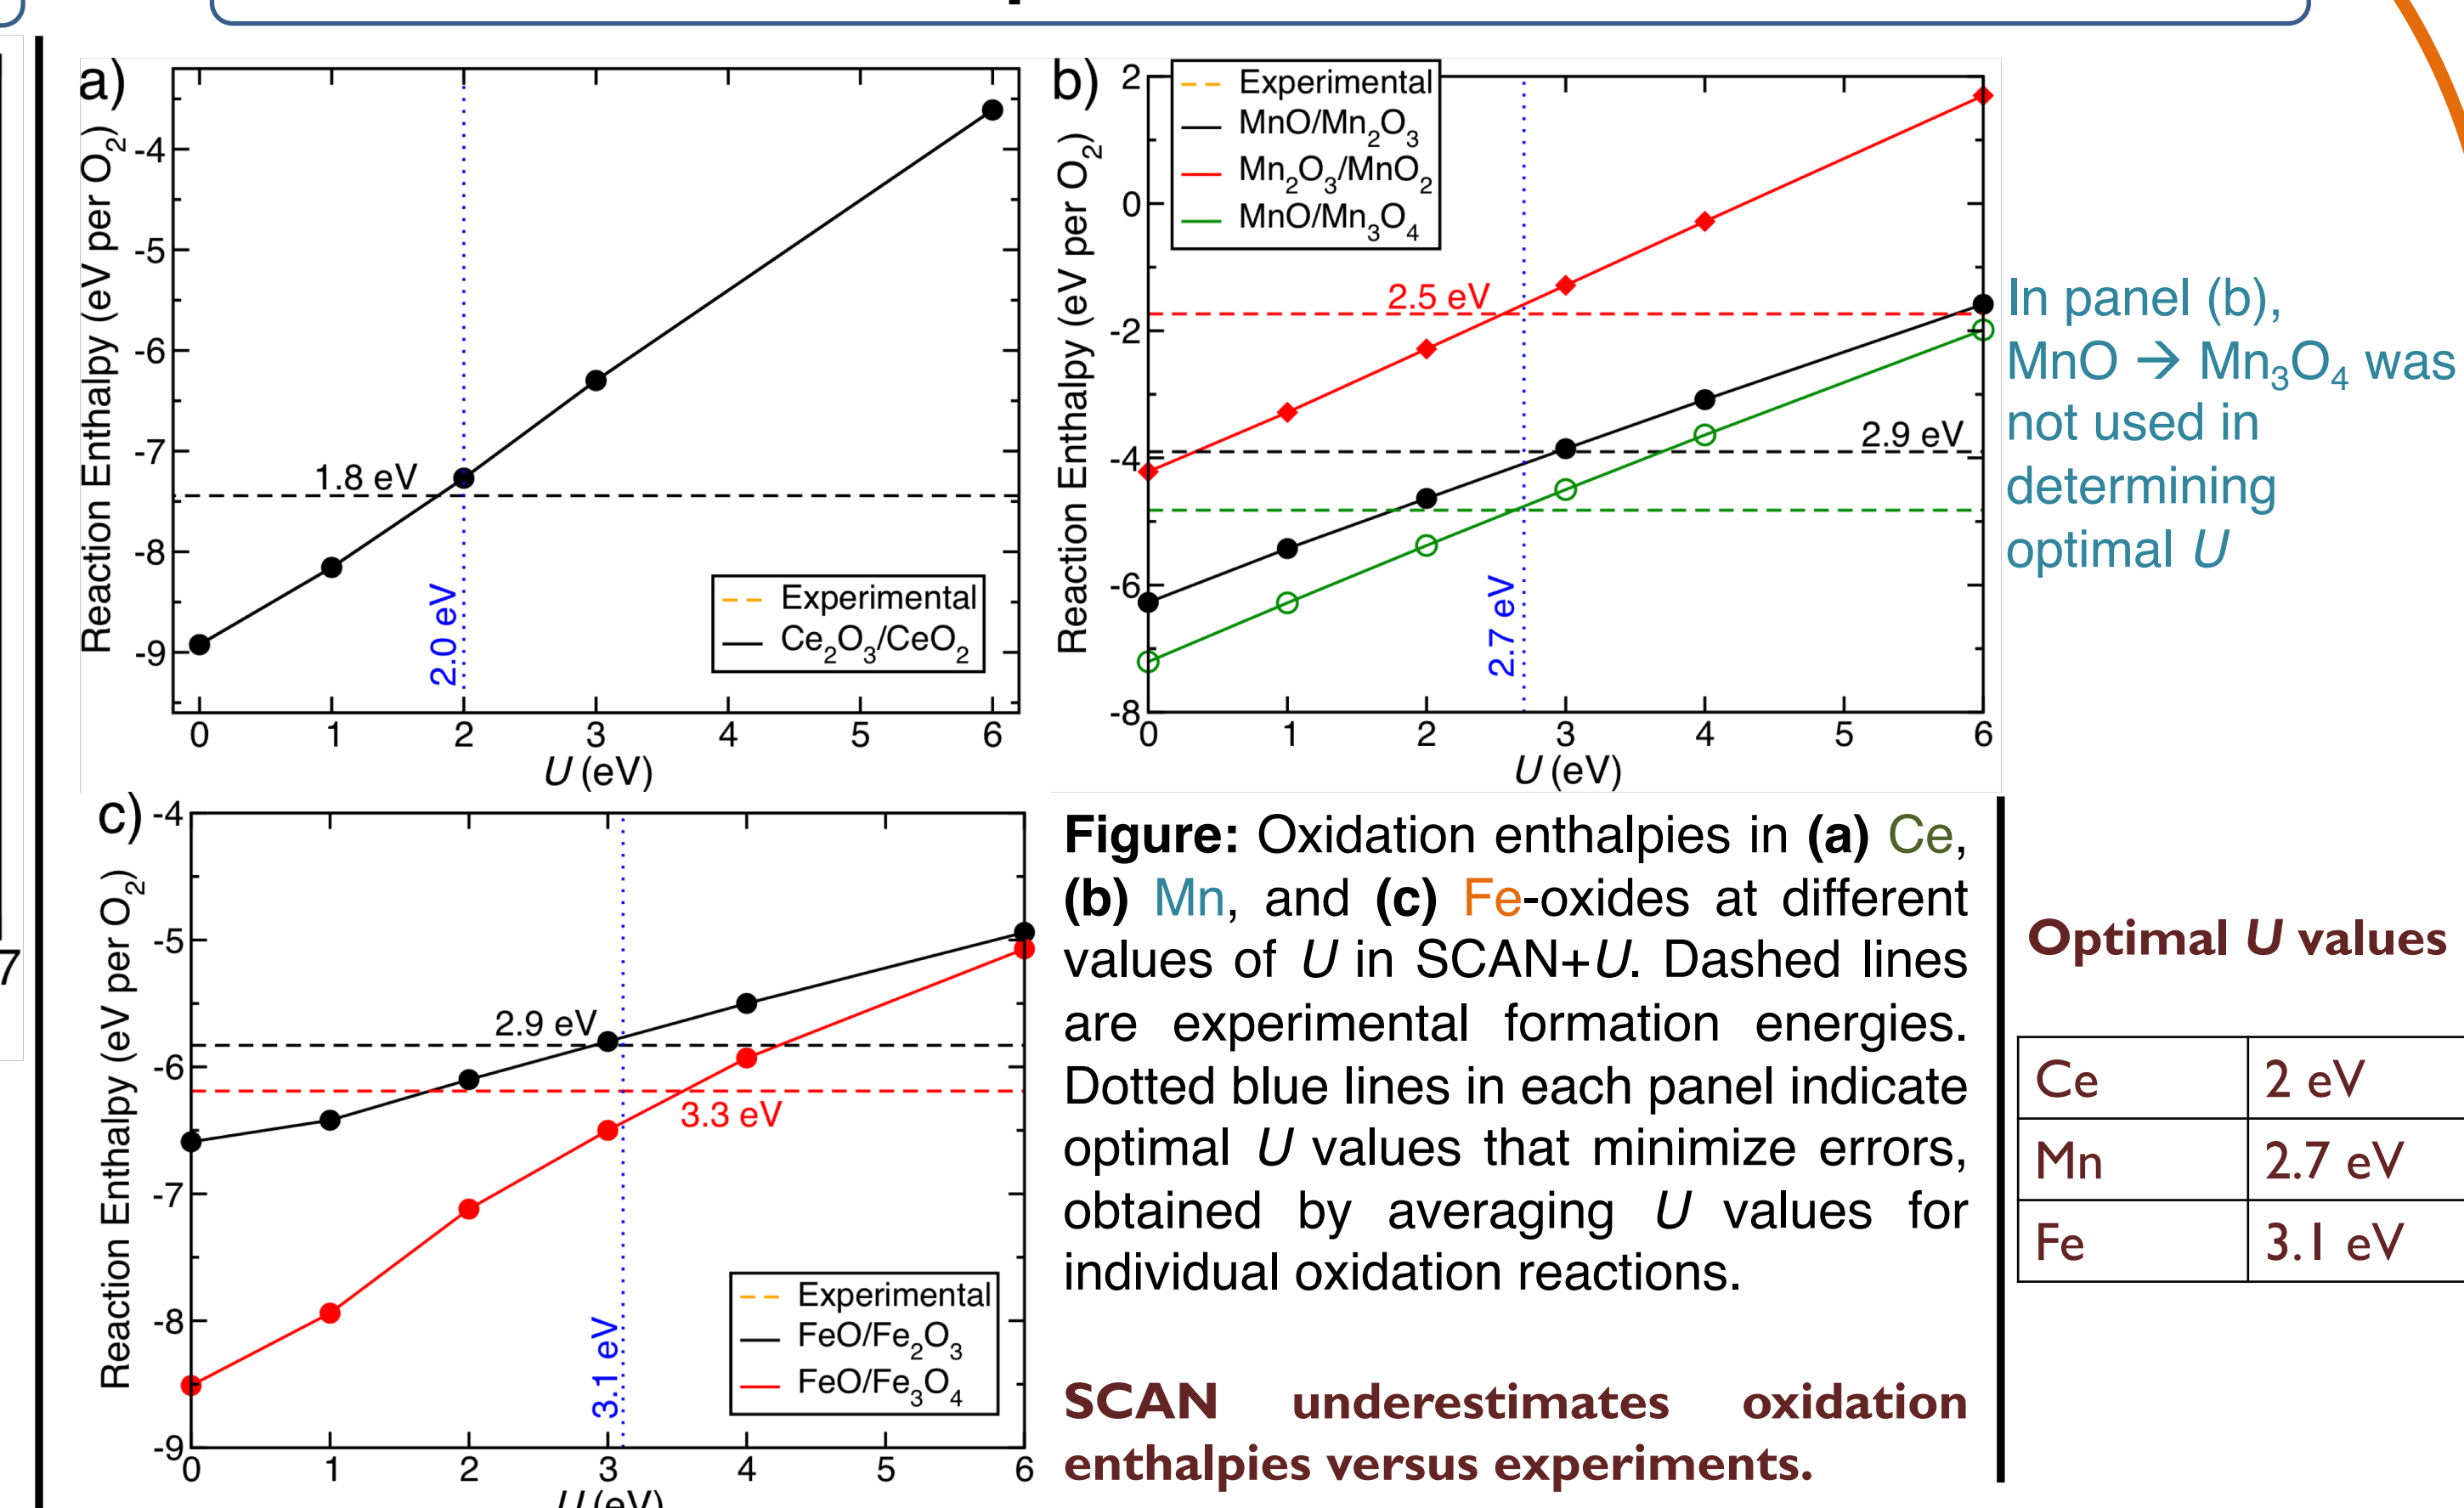 7
a)
Reaction Enthalpy (eV per O2)
-4
-5
-6
-7
-8
-9
1.8 eV
2.0 eV
Experimental
Ce2O3/CeO2
0 1 2 3 4 5 6
U (eV)
b)
Reaction Enthalpy (eV per O2)
2
0
-2
-4
-6
-8
Experimental
MnO/Mn2O3
Mn2O3/MnO2
MnO/Mn3O4
2.5 eV
2.9 eV
2.7 eV
0 1 2 3 4 5 6
U (eV)
In panel (b),
MnO → Mn3O4 was
not used in
determining
optimal U
c)
Reaction Enthalpy (eV per O2)
-4
-5
-6
-7
-8
-9
2.9 eV
3.3 eV
3.1 eV
Experimental
FeO/Fe2O3
FeO/Fe3O4
0 1 2 3 4 5 6
U (eV)
Figure: Oxidation enthalpies in (a) Ce,
(b) Mn, and (c) Fe-oxides at different
values of U in SCAN+U. Dashed lines
are experimental formation energies.
Dotted blue lines in each panel indicate
optimal U values that minimize errors,
obtained by averaging U values for
individual oxidation reactions.
SCAN underestimates oxidation
enthalpies versus experiments.
Optimal U values
Ce 2 eV
Mn 2.7 eV
Fe 3.1 eV